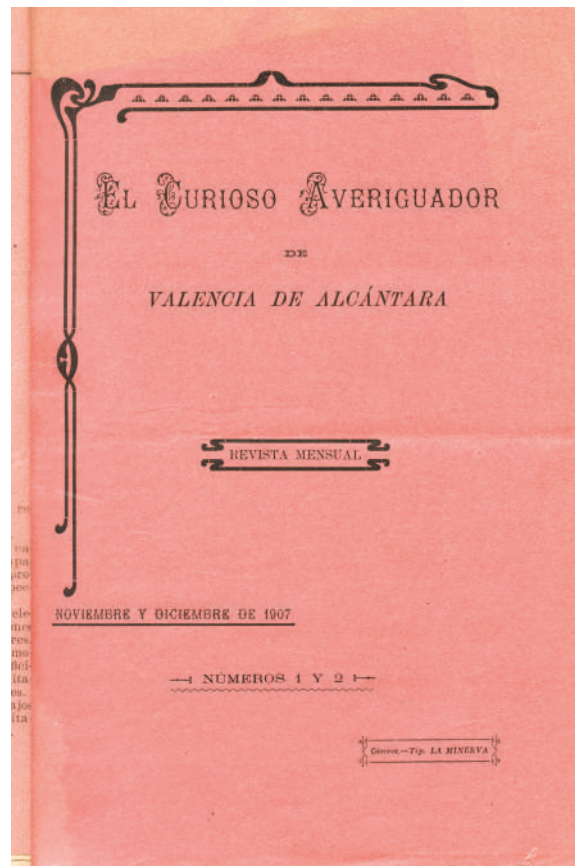 EL CURIOSO AVERIGUADOR
DE
VALENCIA DE ALCÁNTARA
REVISTA MENSUAL
NOVIEMBRE Y DICIEMBRE DE 1907
NÚMEROS 1 Y 2
Cáceres.—Tip. LA MINERVA